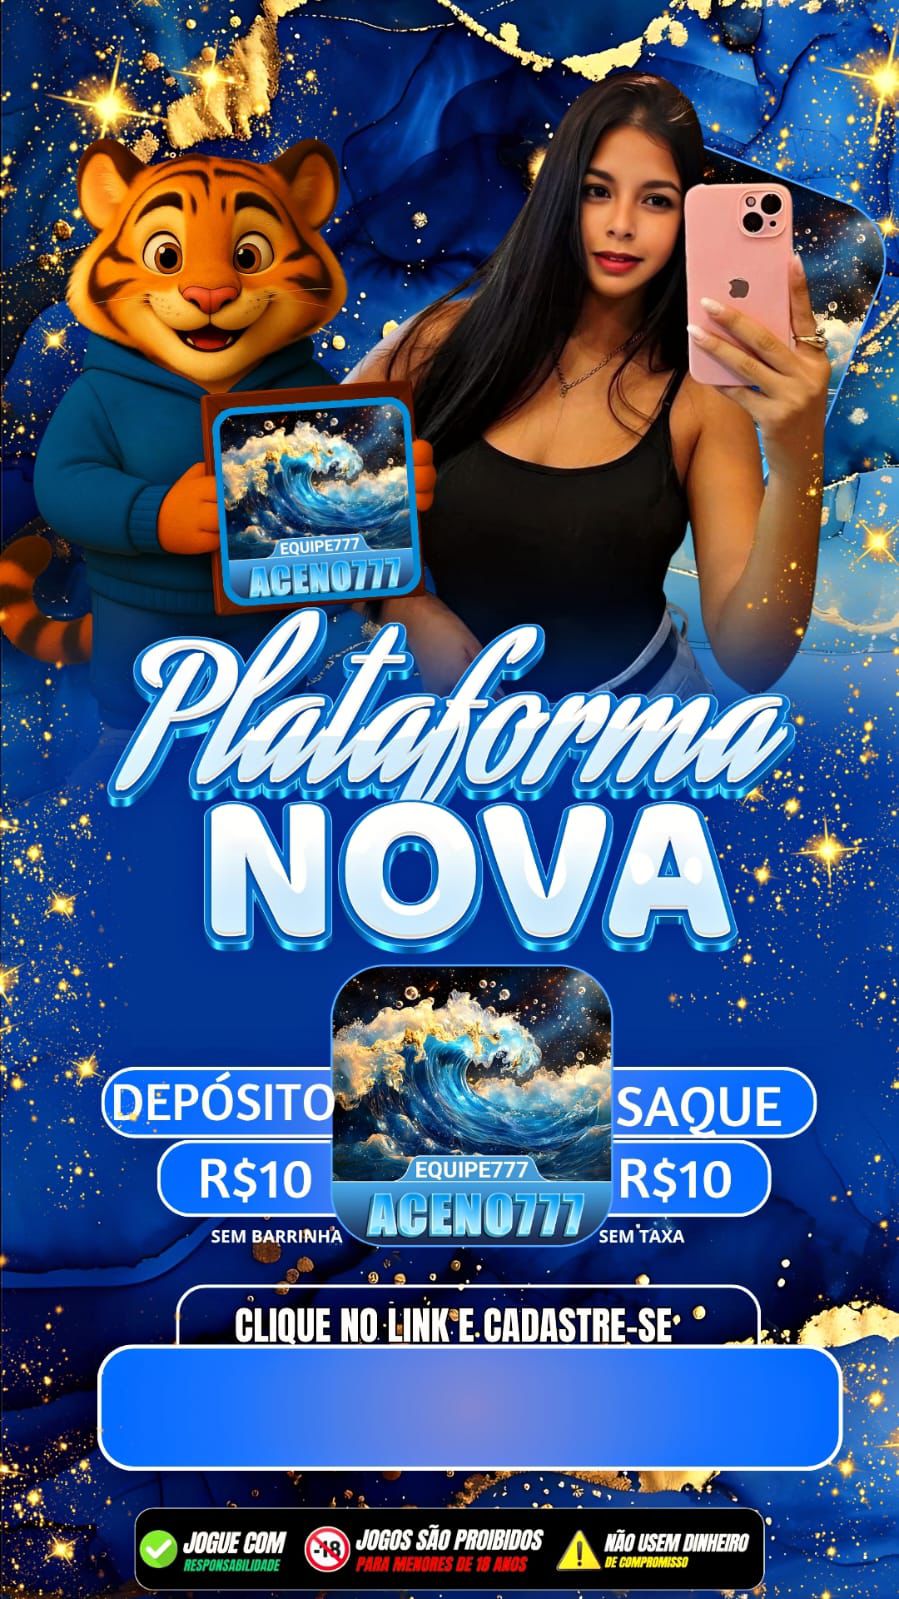 EQUIPE777
ACENO777
Plataforma
NOVA
DEPÓSITO
R$10
SEM BARRINHA
EQUIPE777
ACENO777
SAQUE
R$10
SEM TAXA
CLIQUE NO LINK E CADASTRE-SE
JOGUE COM
RESPONSABILIDADE
-18
JOGOS SÃO PROIBIDOS
PARA MENORES DE 18 ANOS
NÃO USEM DINHEIRO
DE COMPROMISSO